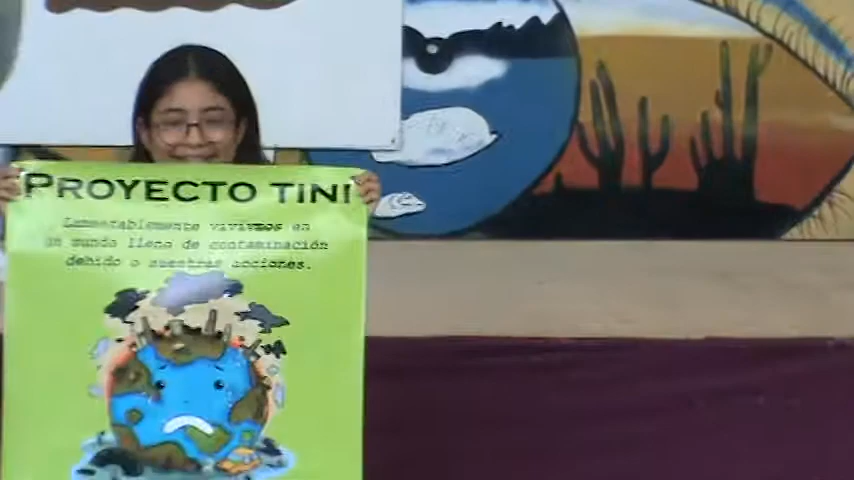 PROYECTO TINI
Lamentablemente vivimos en
un mundo lleno de contaminación
debido a nuestras acciones.